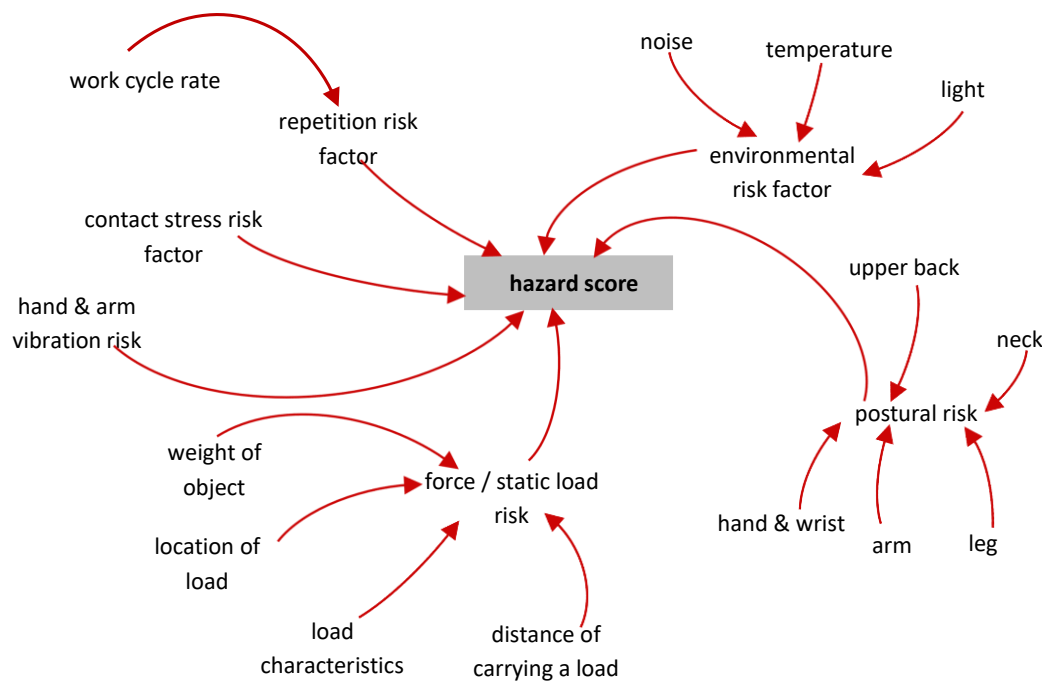 noise
temperature
work cycle rate
light
repetition risk
factor
environmental
risk factor
contact stress risk
factor
hazard score
upper back
hand & arm
vibration risk
neck
postural risk
weight of
object
force / static load
risk
hand & wrist
arm
leg
location of
load
load
characteristics
distance of
carrying a load